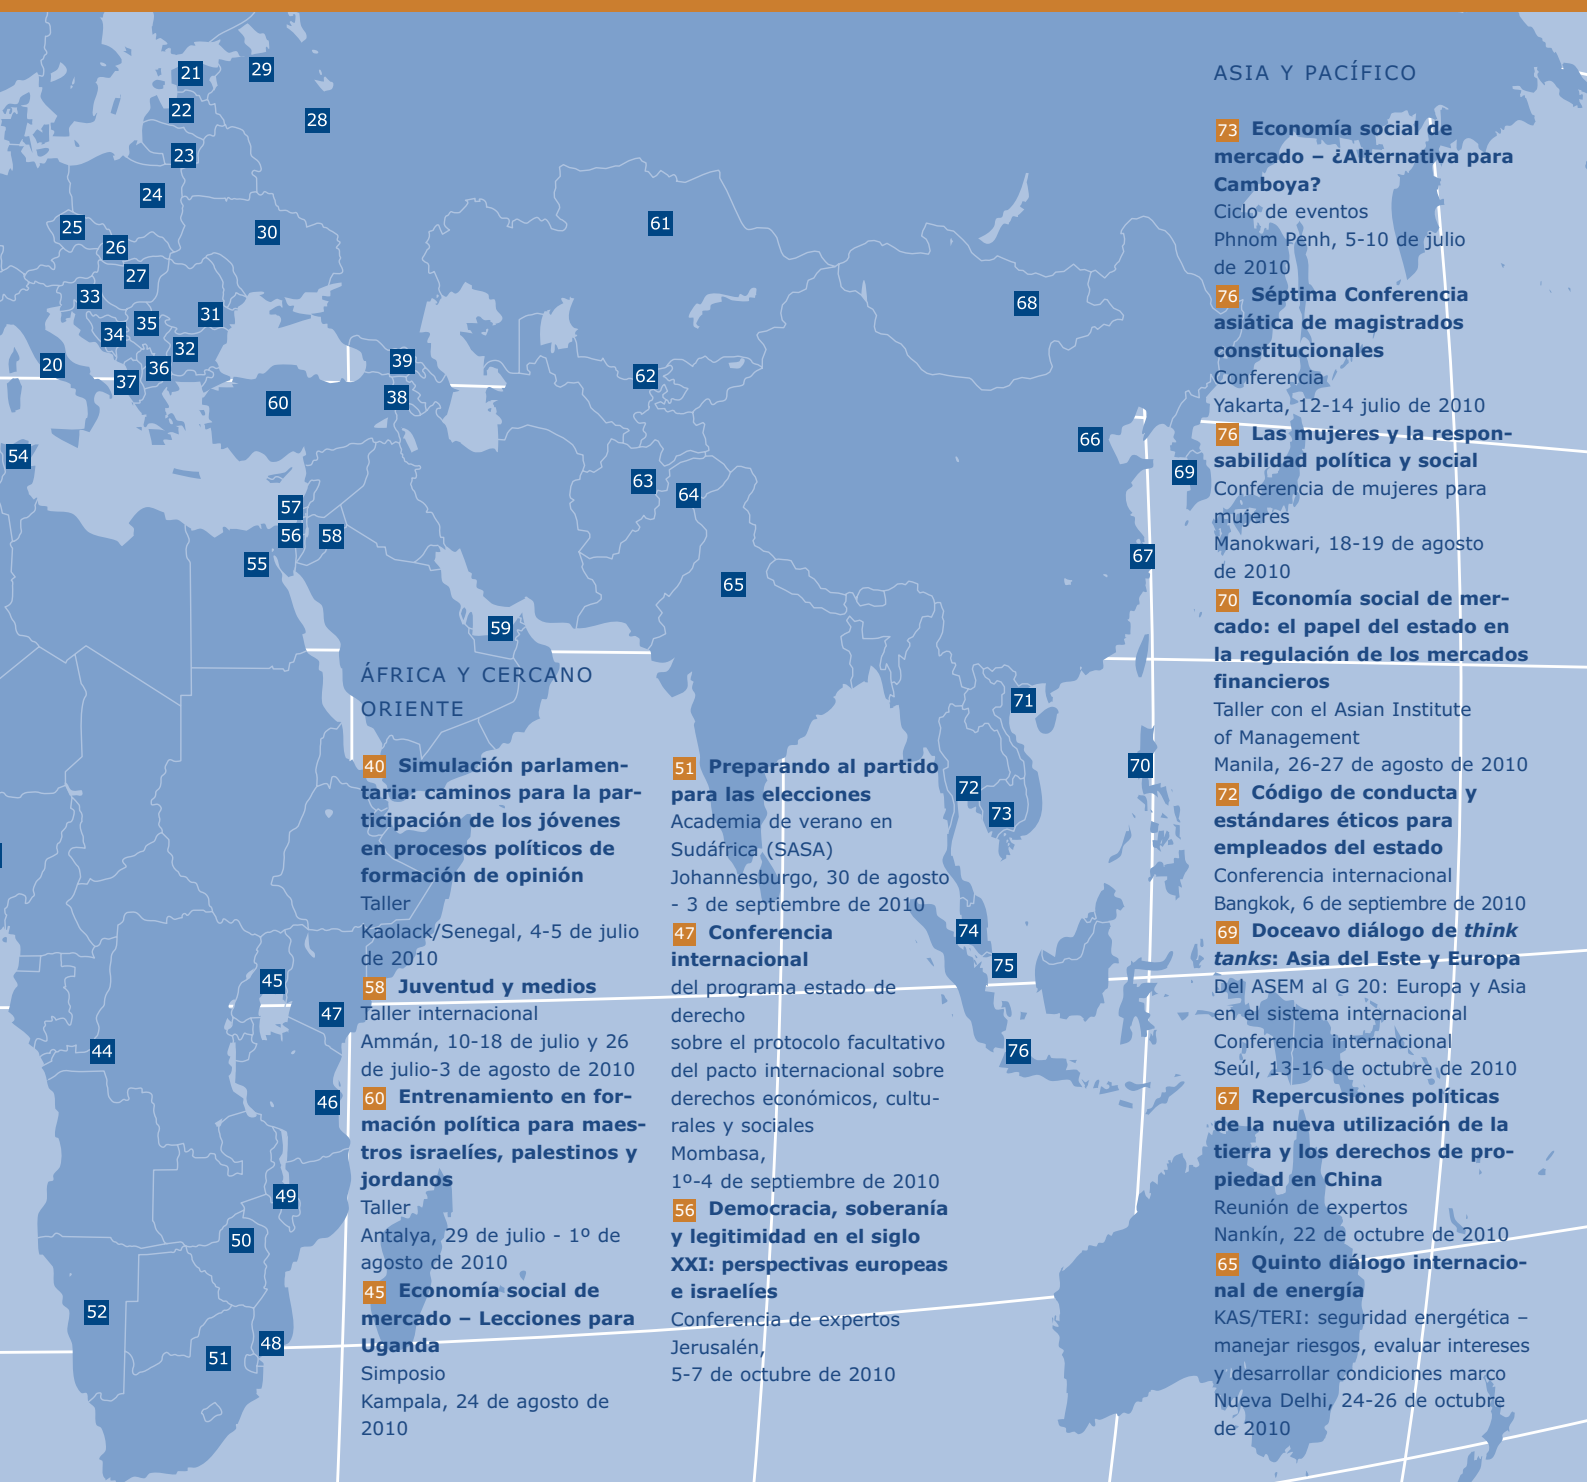 21
29
22
28
23
24
25
30
26
27
33
31
35
34
32
20
36
37
39
38
60
54
61
62
68
66
69
63
64
57
56
58
55
67
65
59
71
70
72
73
74
75
76
45
47
44
46
49
50
52
51
48
ÁFRICA Y CERCANO
ORIENTE
40 Simulación parlamen-
taria: caminos para la par-
ticipación de los jóvenes
en procesos políticos de
formación de opinión
Taller
Kaolack/Senegal, 4-5 de julio
de 2010
58 Juventud y medios
Taller internacional
Ammán, 10-18 de julio y 26
de julio-3 de agosto de 2010
60 Entrenamiento en for-
mación política para maes-
tros israelíes, palestinos y
jordanos
Taller
Antalya, 29 de julio - 1º de
agosto de 2010
45 Economía social de
mercado – Lecciones para
Uganda
Simposio
Kampala, 24 de agosto de
2010
51 Preparando al partido
para las elecciones
Academia de verano en
Sudáfrica (SASA)
Johannesburgo, 30 de agosto
- 3 de septiembre de 2010
47 Conferencia
internacional
del programa estado de
derecho
sobre el protocolo facultativo
del pacto internacional sobre
derechos económicos, cultu-
rales y sociales
Mombasa,
1º-4 de septiembre de 2010
56 Democracia, soberanía
y legitimidad en el siglo
XXI: perspectivas europeas
e israelíes
Conferencia de expertos
Jerusalén,
5-7 de octubre de 2010
ASIA Y PACÍFICO
73 Economía social de
mercado – ¿Alternativa para
Camboya?
Ciclo de eventos
Phnom Penh, 5-10 de julio
de 2010
76 Séptima Conferencia
asiática de magistrados
constitucionales
Conferencia
Yakarta, 12-14 julio de 2010
76 Las mujeres y la respon-
sabilidad política y social
Conferencia de mujeres para
mujeres
Manokwari, 18-19 de agosto
de 2010
70 Economía social de mer-
cado: el papel del estado en
la regulación de los mercados
financieros
Taller con el Asian Institute
of Management
Manila, 26-27 de agosto de 2010
72 Código de conducta y
estándares éticos para
empleados del estado
Conferencia internacional
Bangkok, 6 de septiembre de 2010
69 Doceavo diálogo de think
tanks: Asia del Este y Europa
Del ASEM al G 20: Europa y Asia
en el sistema internacional
Conferencia internacional
Seúl, 13-16 de octubre de 2010
67 Repercusiones políticas
de la nueva utilización de la
tierra y los derechos de pro-
piedad en China
Reunión de expertos
Nankín, 22 de octubre de 2010
65 Quinto diálogo internacio-
nal de energía
KAS/TERI: seguridad energética –
manejar riesgos, evaluar intereses
y desarrollar condiciones marco
Nueva Delhi, 24-26 de octubre
de 2010